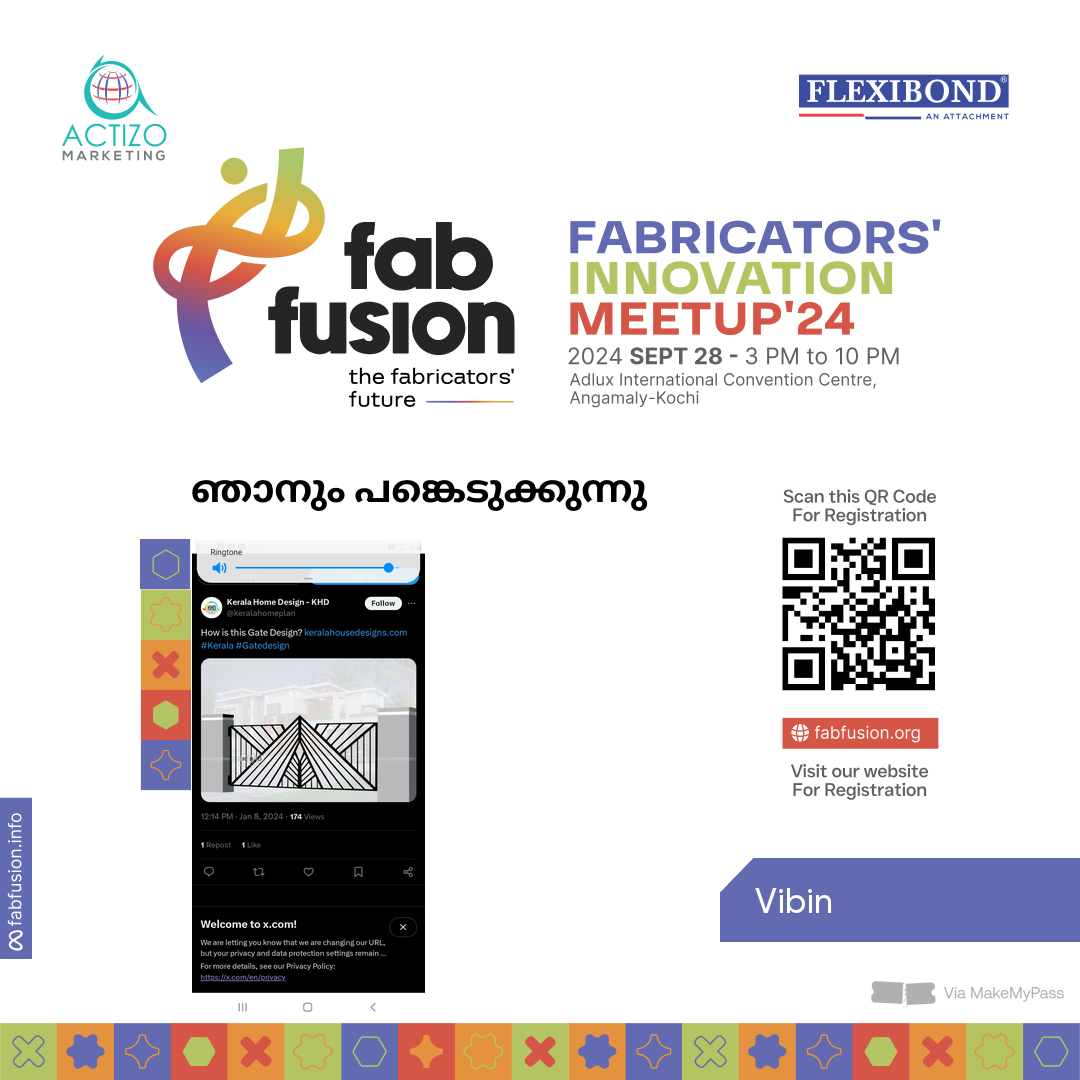 ACTIZO
MARKETING
FLEXIBOND®
AN ATTACHMENT
fab
fusion
the fabricators'
future
FABRICATORS'
INNOVATION
MEETUP'24
2024 SEPT 28 - 3 PM to 10 PM
Adlux International Convention Centre,
Angamaly-Kochi
ഞാനും പങ്കെടുക്കുന്നു
Ringtone
Kerala Home Design - KHD
@keralahomeplan
Follow
How is this Gate Design? keralahousedesigns.com
#Kerala #Gatedesign
12:14 PM · Jan 8, 2024 · 174 Views
1 Repost 1 Like
Welcome to x.com!
We are letting you know that we are changing our URL,
but your privacy and data protection settings remain ...
For more details, see our Privacy Policy:
https://x.com/en/privacy
Scan this QR Code
For Registration
fabfusion.org
Visit our website
For Registration
fabfusion.info
Vibin
Via MakeMyPass